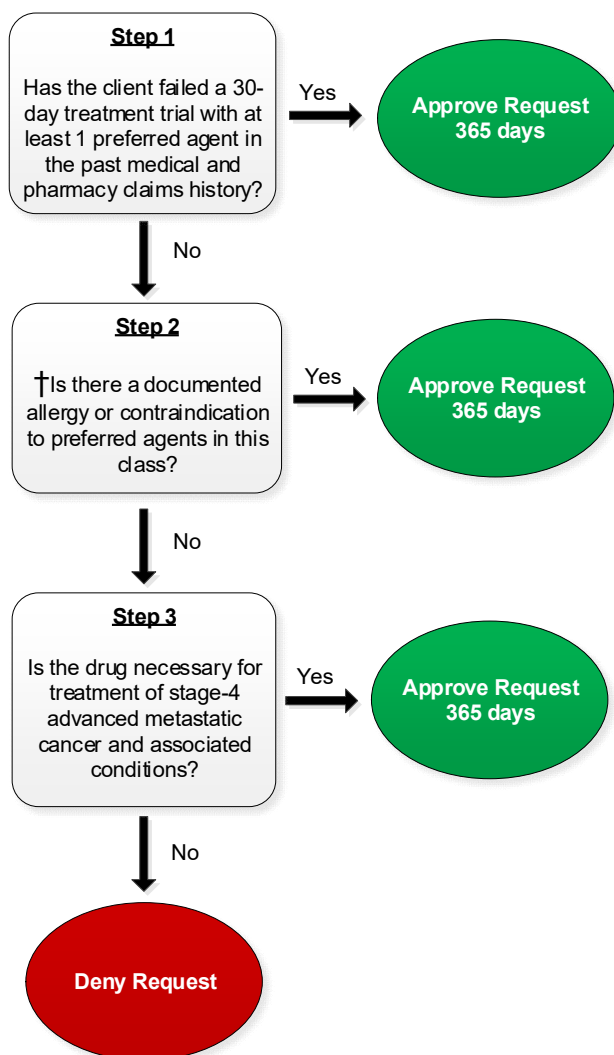 Step 1
Has the client failed a 30-
day treatment trial with at
least 1 preferred agent in
the past medical and
pharmacy claims history?
Yes
Approve Request
365 days
No
Step 2
†Is there a documented
allergy or contraindication
to preferred agents in this
class?
Yes
Approve Request
365 days
No
Step 3
Is the drug necessary for
treatment of stage-4
advanced metastatic
cancer and associated
conditions?
Yes
Approve Request
365 days
No
Deny Request